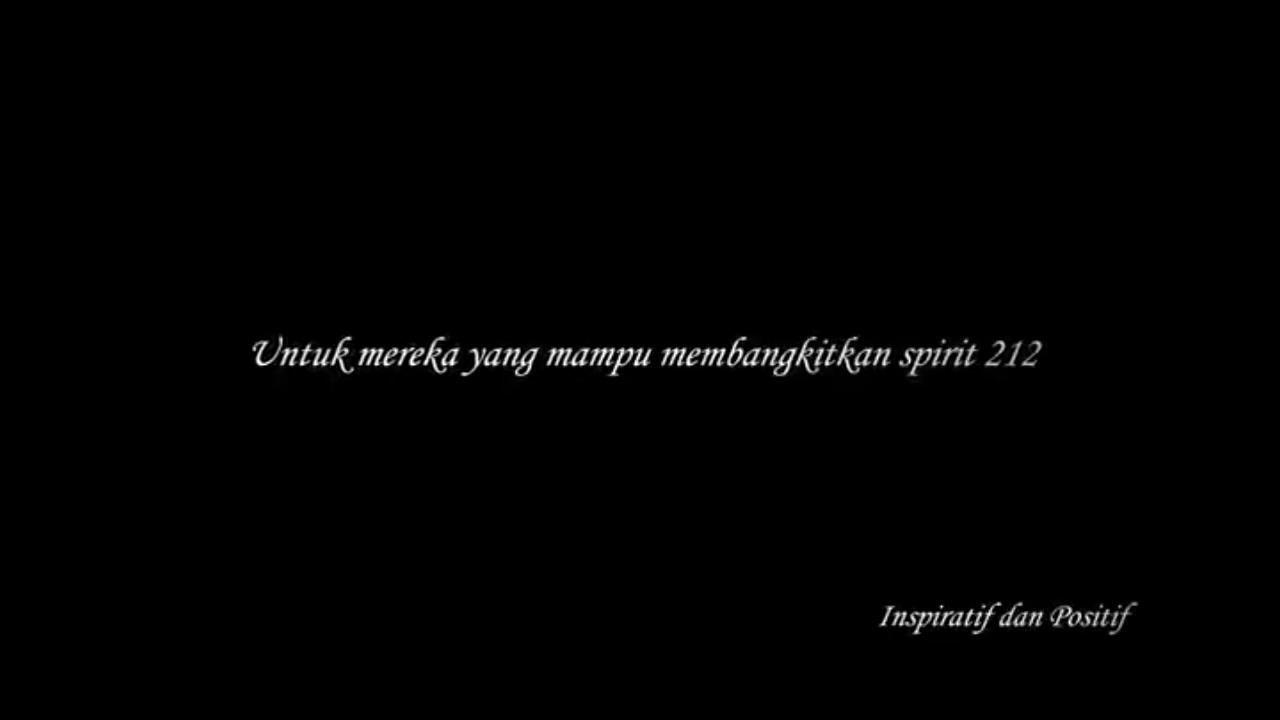 Untuk mereka yang mampu membangkitkan spirit 212
Inspiratif dan Positif